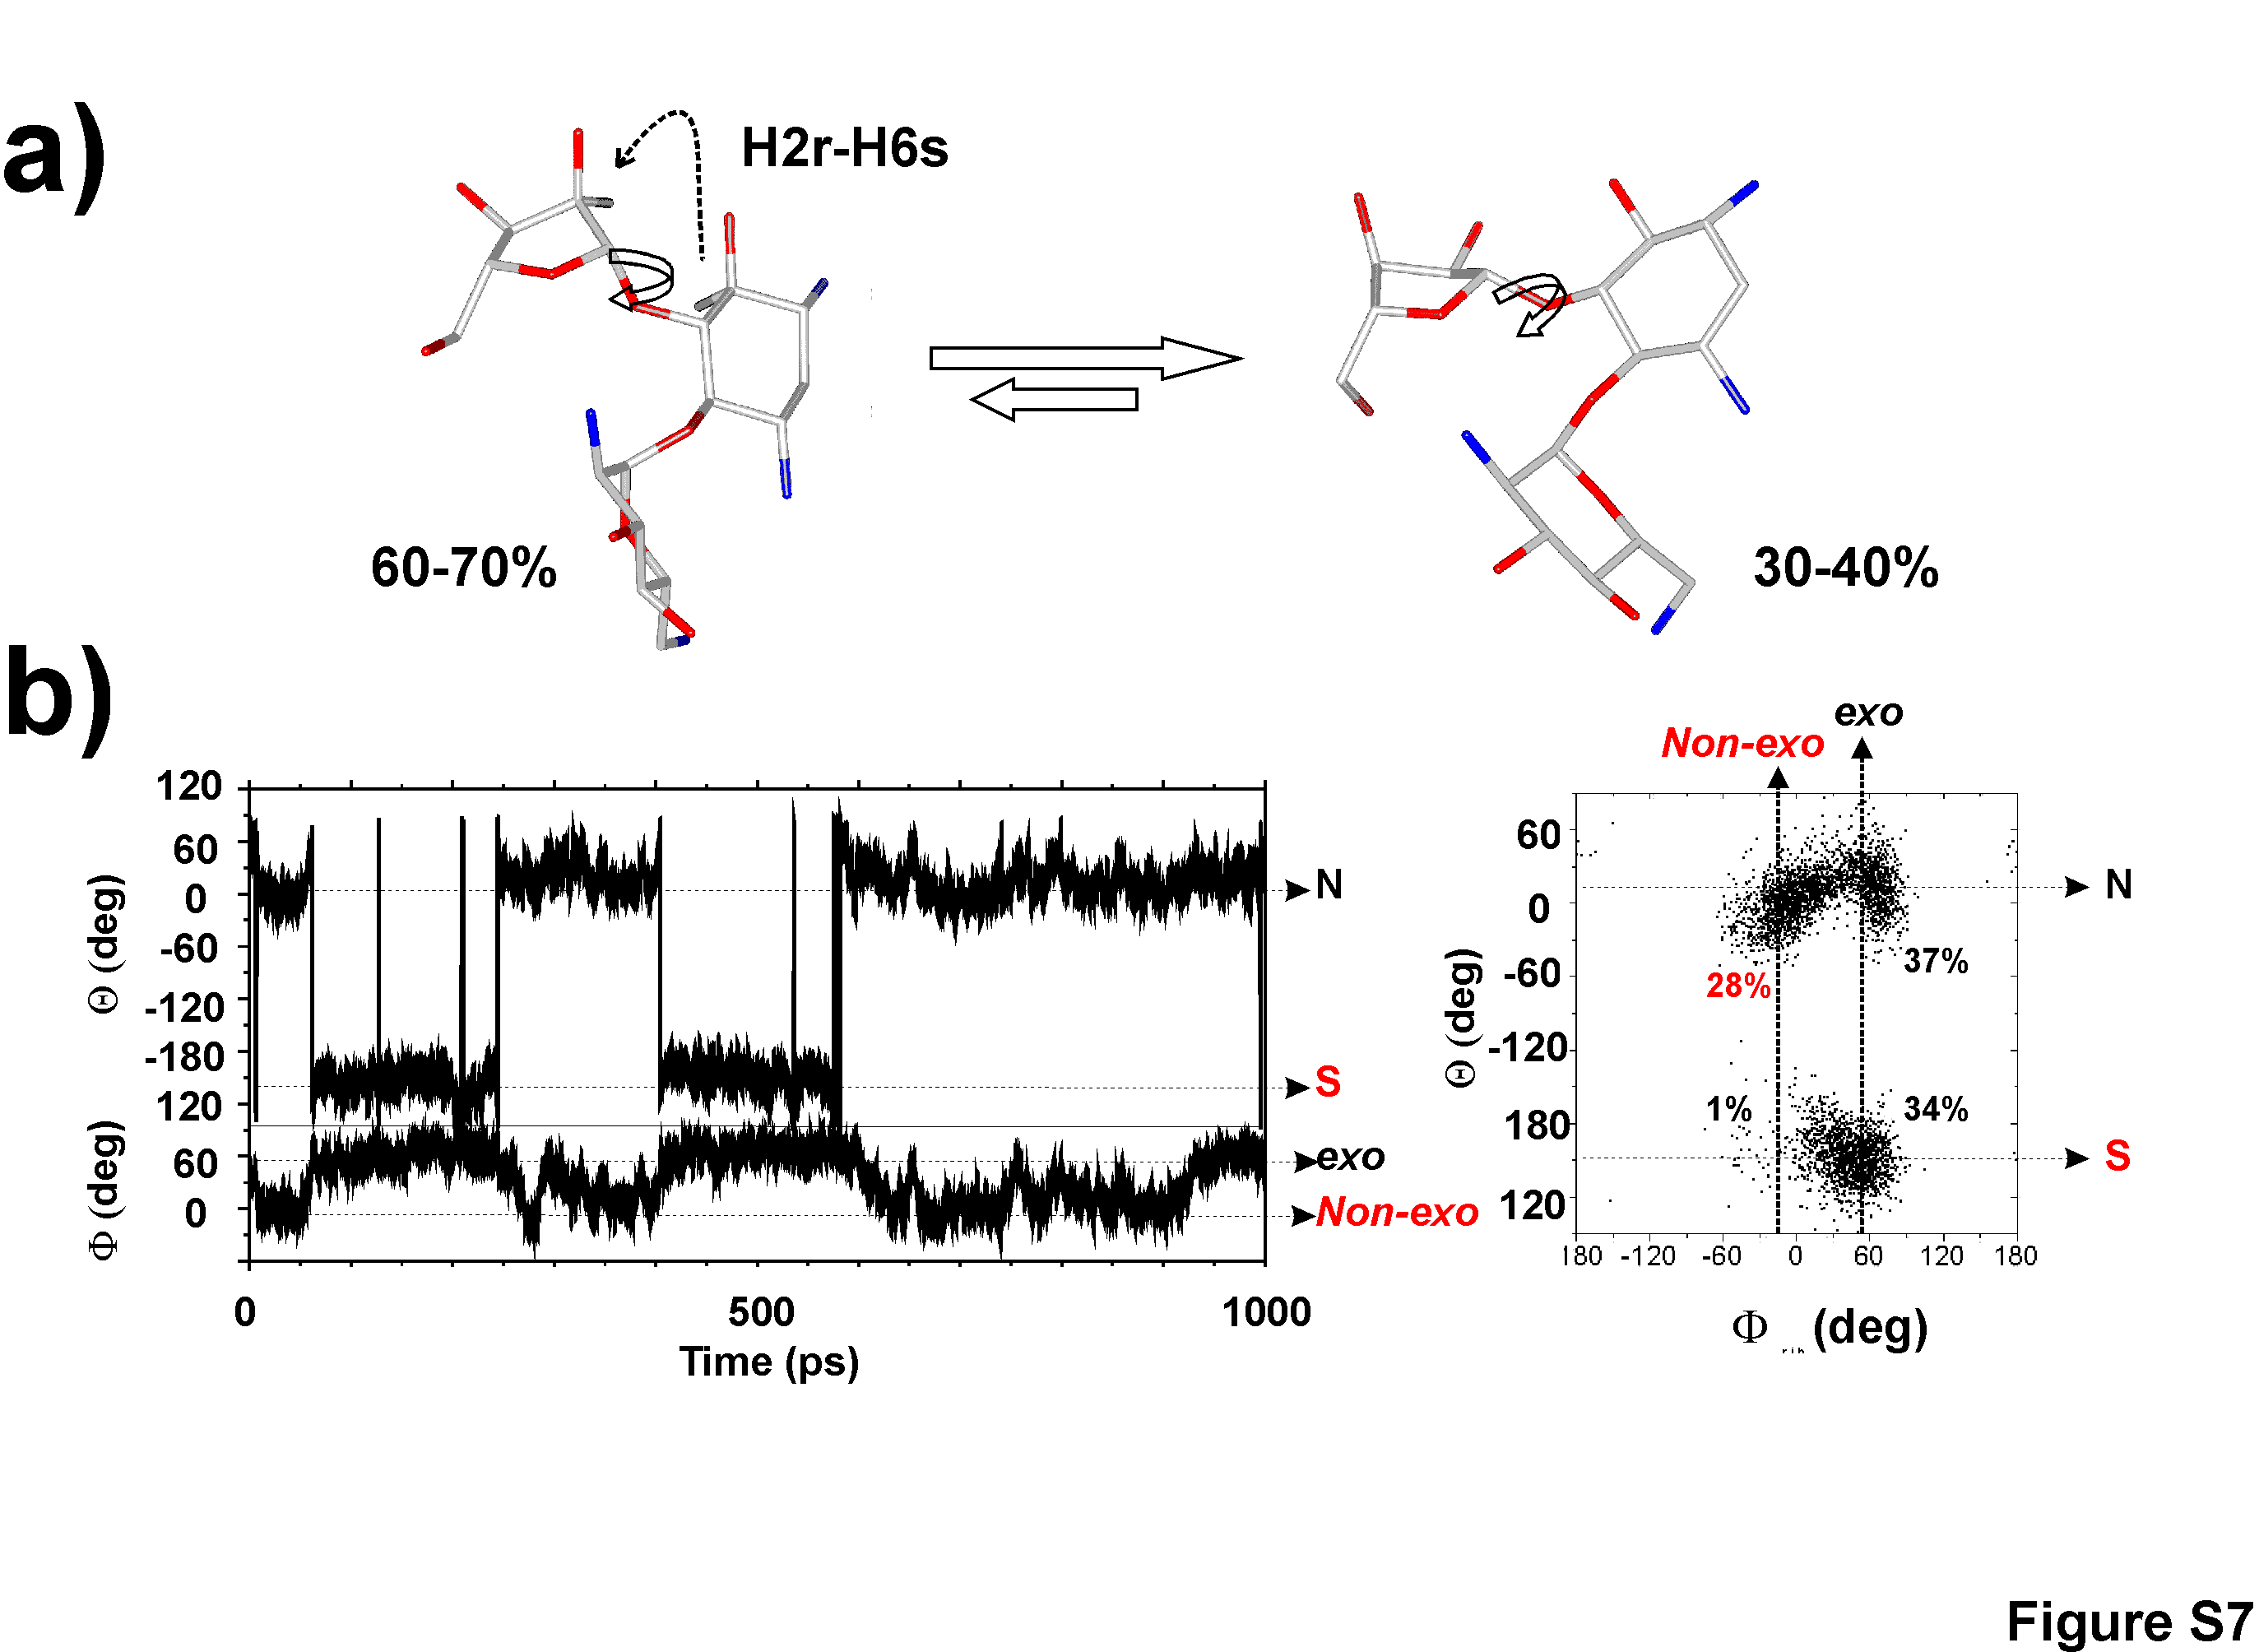 a)
H2r-H6s
60-70%
30-40%
b)
exo
Non-exo
120
60
0
-60
-120
-180
120
60
0
Θ (deg)
Φ (deg)
N
S
exo
Non-exo
0
500
1000
Time (ps)
60
0
-60
-120
180
120
Θ (deg)
28%
37%
1%
34%
N
S
180
-120
-60
0
60
120
180
Φ rib (deg)
Figure S7